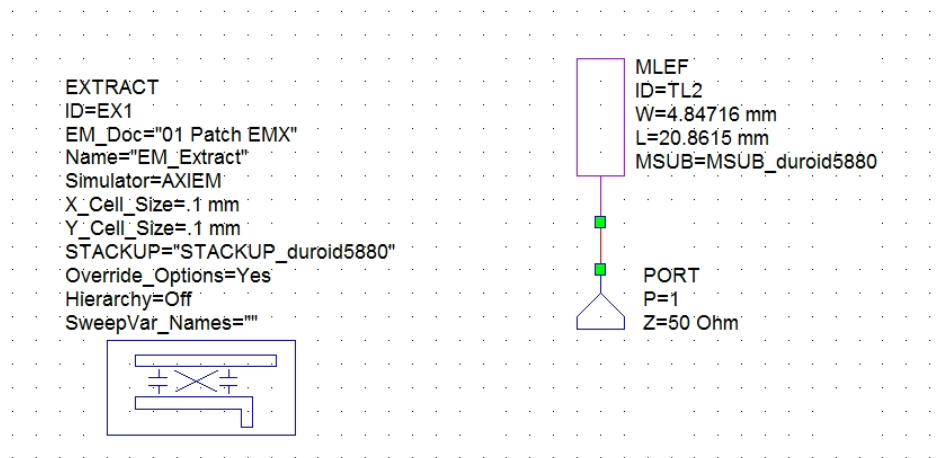 EXTRACT
ID=EX1
EM_Doc="01 Patch EMX"
Name="EM_Extract"
Simulator=AXIEM
X_Cell_Size=.1 mm
Y_Cell_Size=.1 mm
STACKUP="STACKUP_duroid5880"
Override_Options=Yes
Hierarchy=Off
SweepVar_Names=""
MLEF
ID=TL2
W=4.84716 mm
L=20.8615 mm
MSUB=MSUB_duroid5880
PORT
P=1
Z=50 Ohm